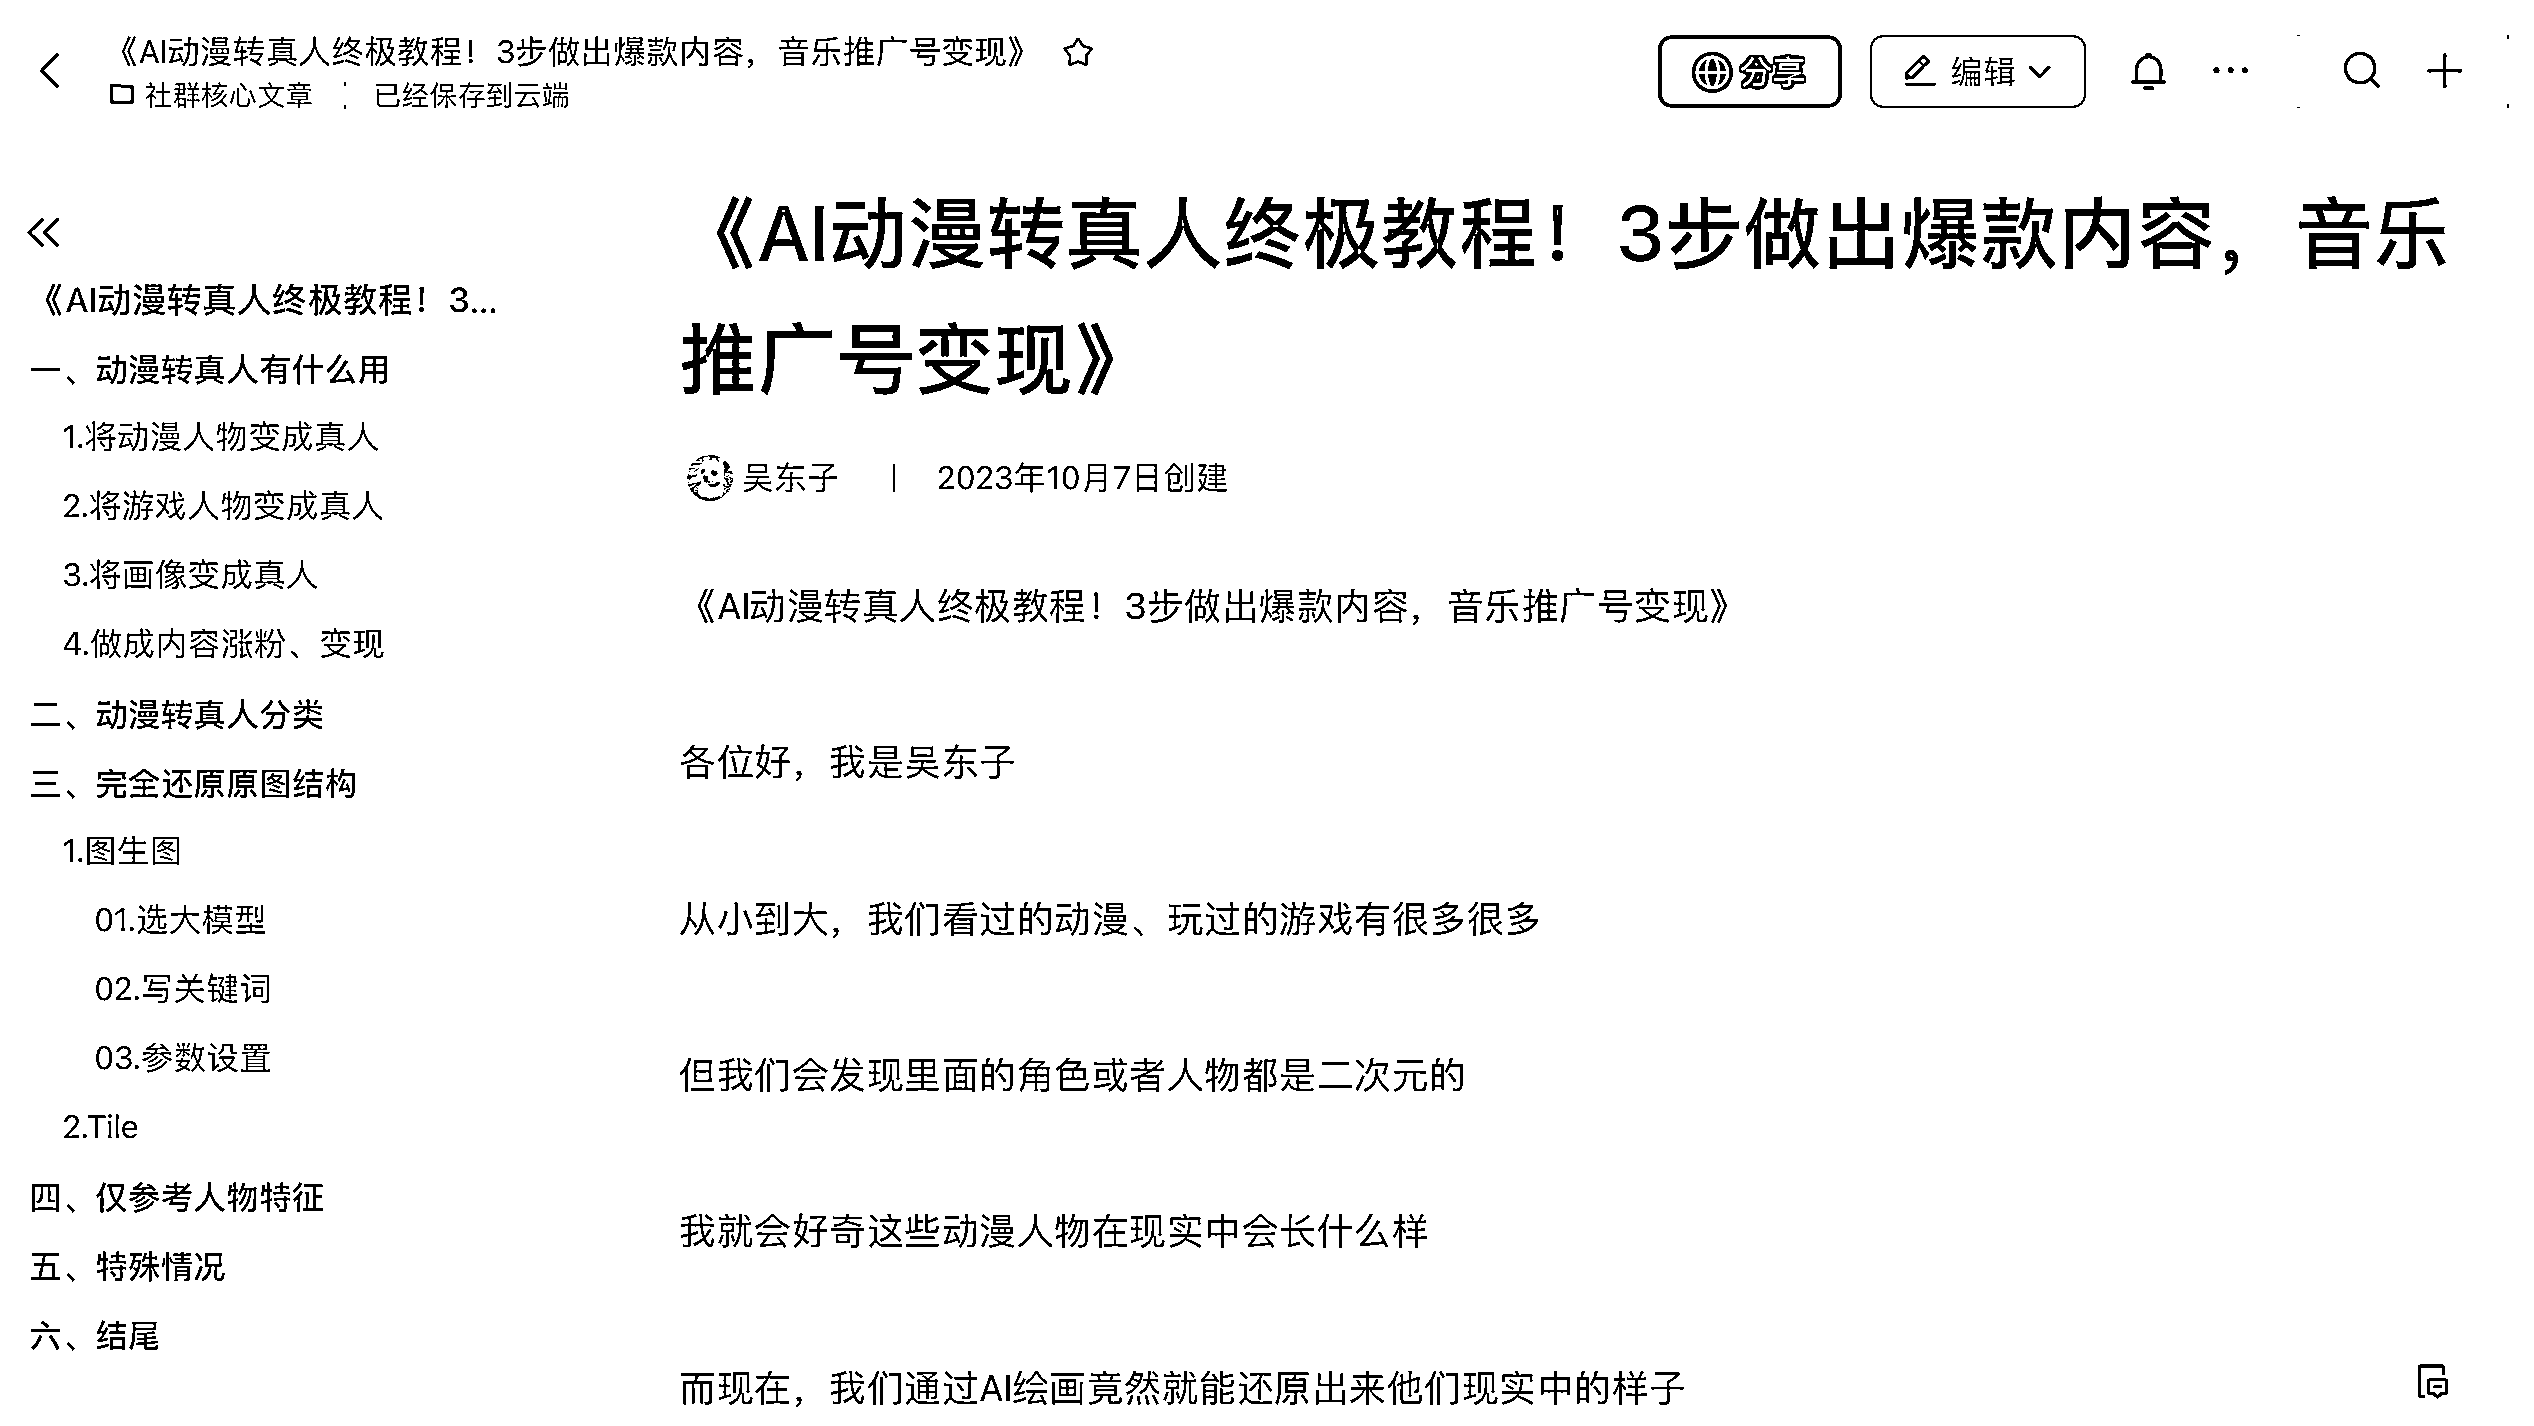 《AI动漫转真人终极教程！3步做出爆款内容，音乐推广号变现》
社群核心文章
已经保存到云端
分享
编辑
《AI动漫转真人终极教程！3...
一、动漫转真人有什么用
1.将动漫人物变成真人
2.将游戏人物变成真人
3.将画像变成真人
4.做成内容涨粉、变现
二、动漫转真人分类
三、完全还原原图结构
1.图生图
01.选大模型
02.写关键词
03.参数设置
2.Tile
四、仅参考人物特征
五、特殊情况
六、结尾
《AI动漫转真人终极教程！3步做出爆款内容，音乐
推广号变现》
吴东子 | 2023年10月7日创建
《AI动漫转真人终极教程！3步做出爆款内容，音乐推广号变现》
各位好，我是吴东子
从小到大，我们看过的动漫、玩过的游戏有很多很多
但我们会发现里面的角色或者人物都是二次元的
我就会好奇这些动漫人物在现实中会长什么样
而现在，我们通过AI绘画竟然就能还原出来他们现实中的样子